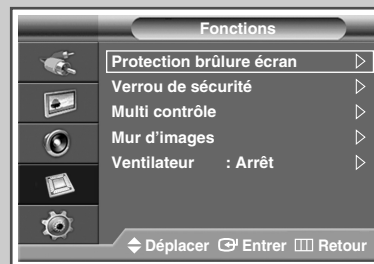 Fonctions
Protection brûlure écran
Verrou de sécurité
Multi contrôle
Mur d’images
Ventilateur : Arrêt
Déplacer Entrer Retour